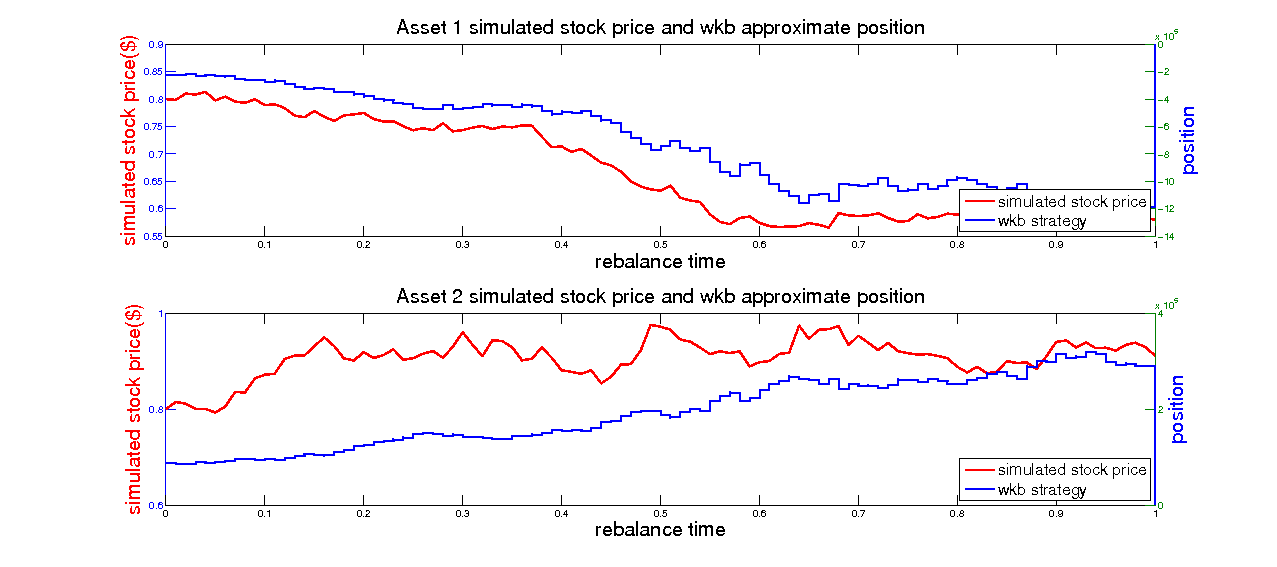 Asset 1 simulated stock price and wkb approximate position
x 10^5
0.9
0.85
0.8
0.75
0.7
0.65
0.6
0.55
simulated stock price($)
0
-2
-4
-6
-8
-10
-12
-14
position
simulated stock price
wkb strategy
0 0.1 0.2 0.3 0.4 0.5 0.6 0.7 0.8 0.9 1
rebalance time
Asset 2 simulated stock price and wkb approximate position
1
0.8
0.6
simulated stock price($)
4
2
0
position
simulated stock price
wkb strategy
0 0.1 0.2 0.3 0.4 0.5 0.6 0.7 0.8 0.9 1
rebalance time